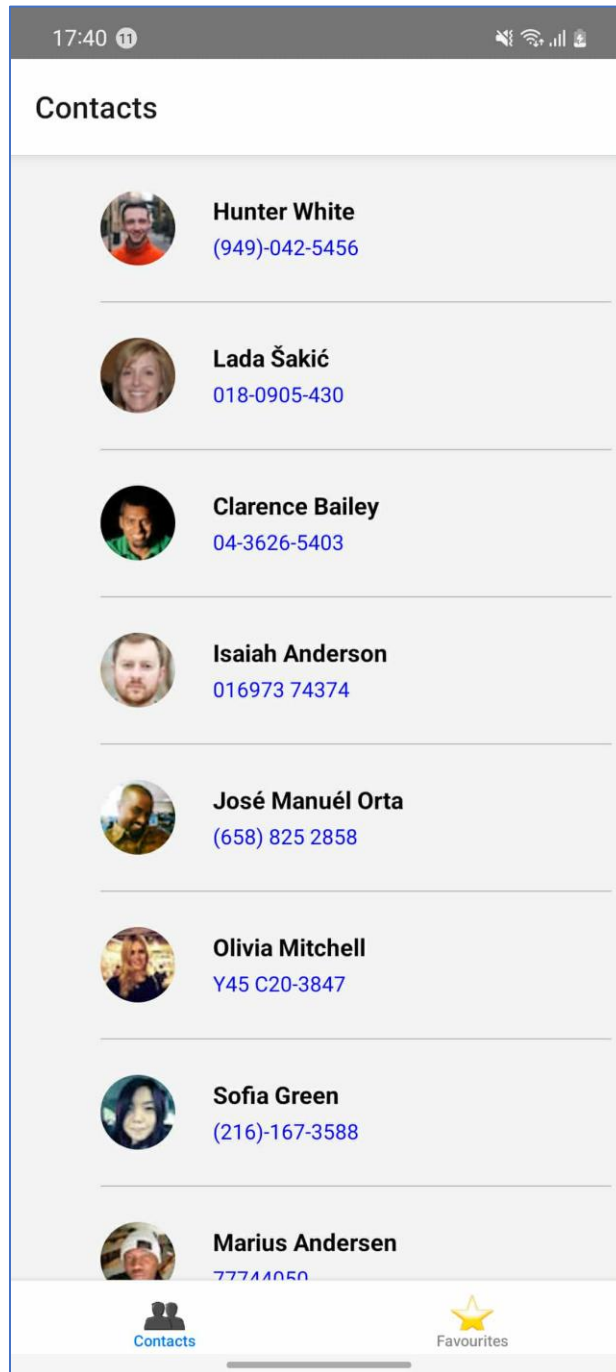 17:40 11
Contacts
Hunter White
(949)-042-5456
Lada Šakić
018-0905-430
Clarence Bailey
04-3626-5403
Isaiah Anderson
016973 74374
José Manuél Orta
(658) 825 2858
Olivia Mitchell
Y45 C20-3847
Sofia Green
(216)-167-3588
Marius Andersen
77744050
Contacts
Favourites